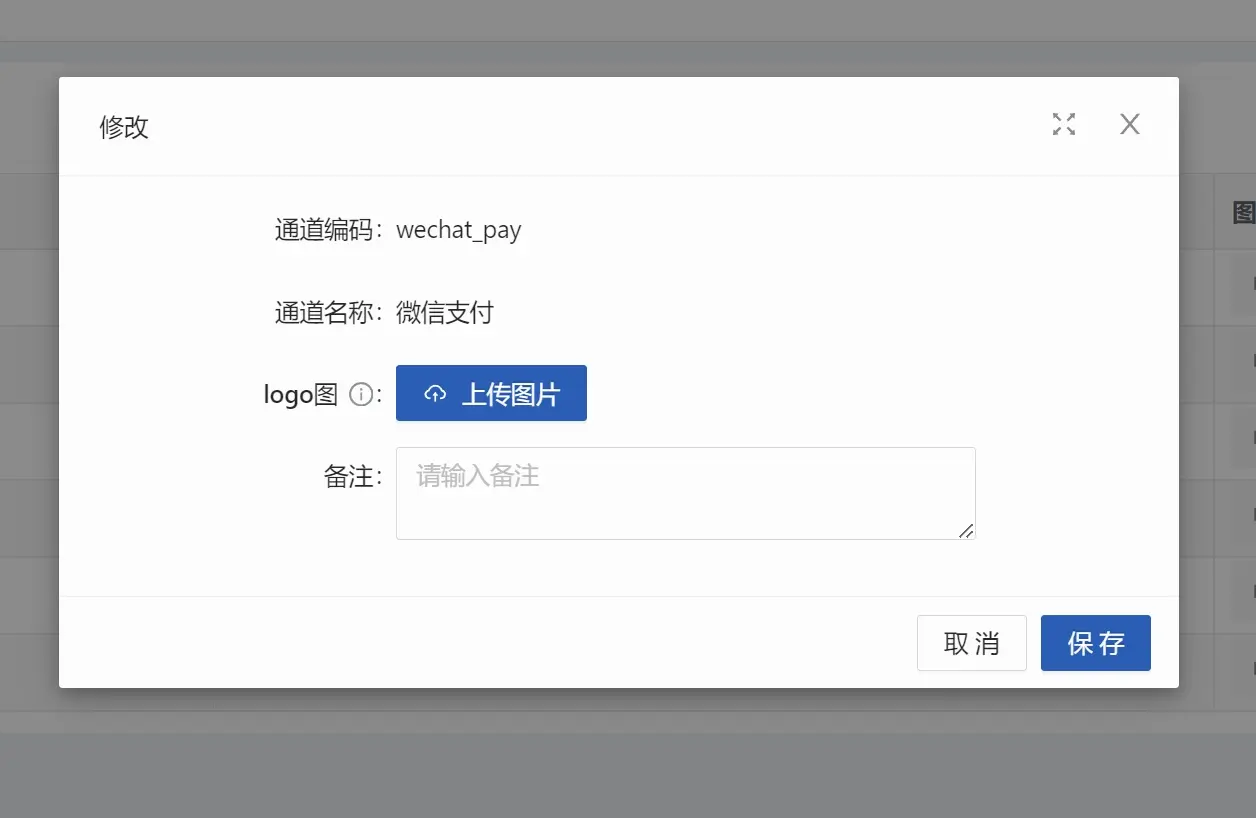 修改
通道编码：wechat_pay
通道名称：微信支付
logo图 ：上传图片
备注：请输入备注
取 消 保 存
图